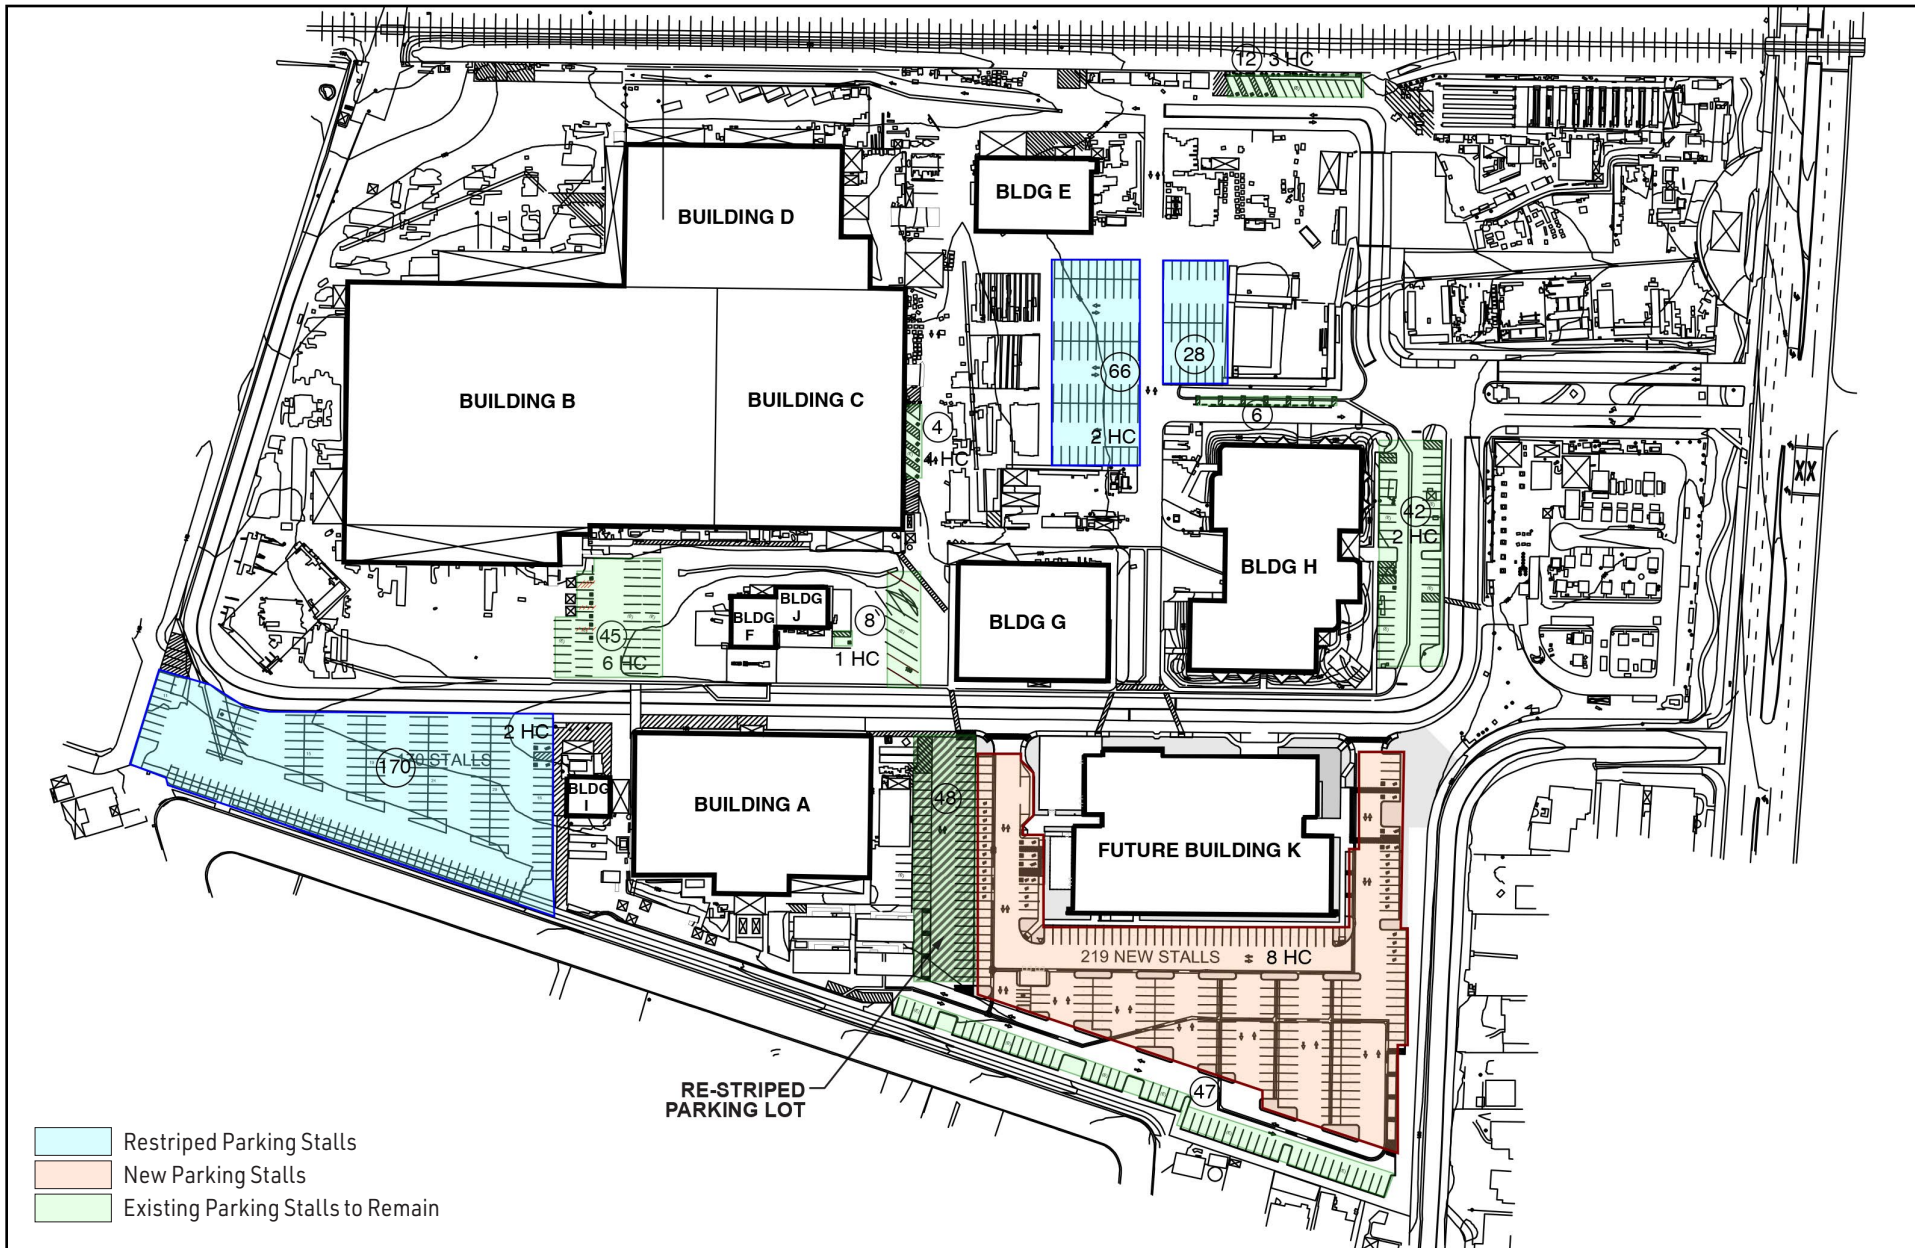 12 3 HC
BLDG E
BUILDING D
28
66
BUILDING B
BUILDING C
6
4
2 HC
4 HC
XX
42
2 HC
BLDG H
BLDG
J
BLDG
F
8
BLDG G
45
6 HC
1 HC
2 HC
170 STALLS
170
BLDG
I
BUILDING A
48
FUTURE BUILDING K
219 NEW STALLS
8 HC
47
RE-STRIPED
PARKING LOT
Restriped Parking Stalls
New Parking Stalls
Existing Parking Stalls to Remain